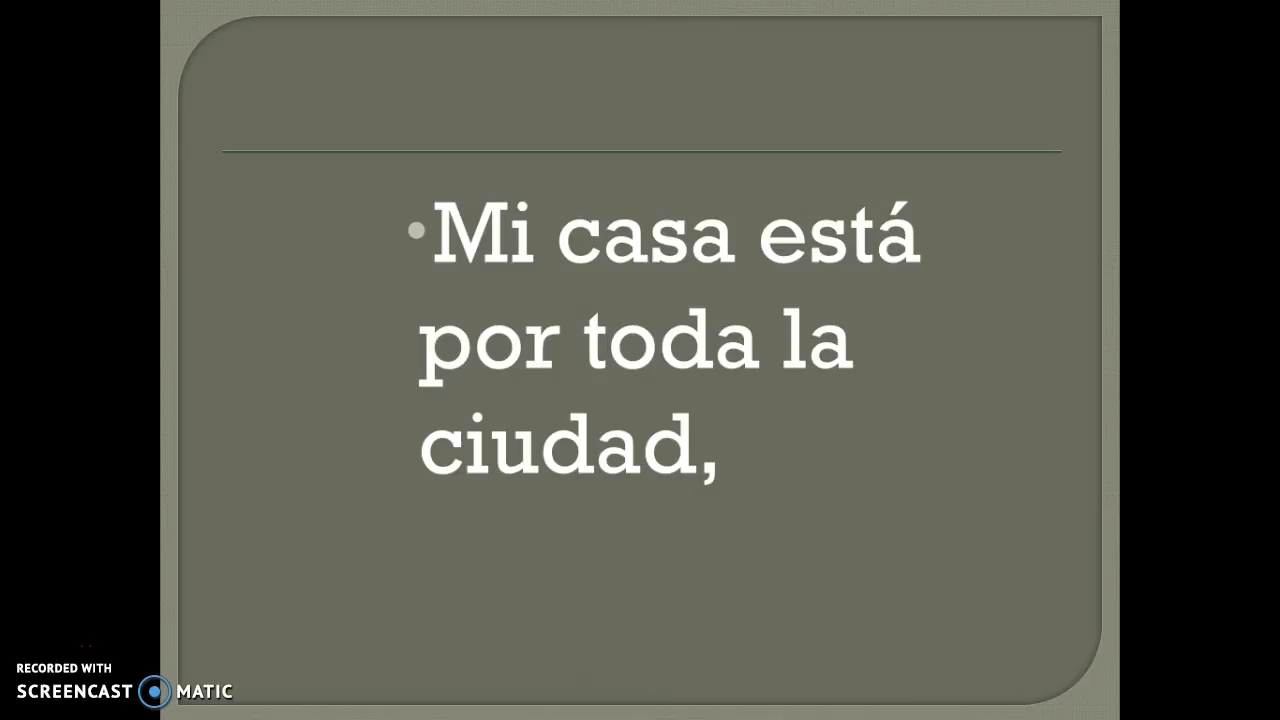 •Mi casa está
por toda la
ciudad,
RECORDED WITH
SCREENCAST MATIC